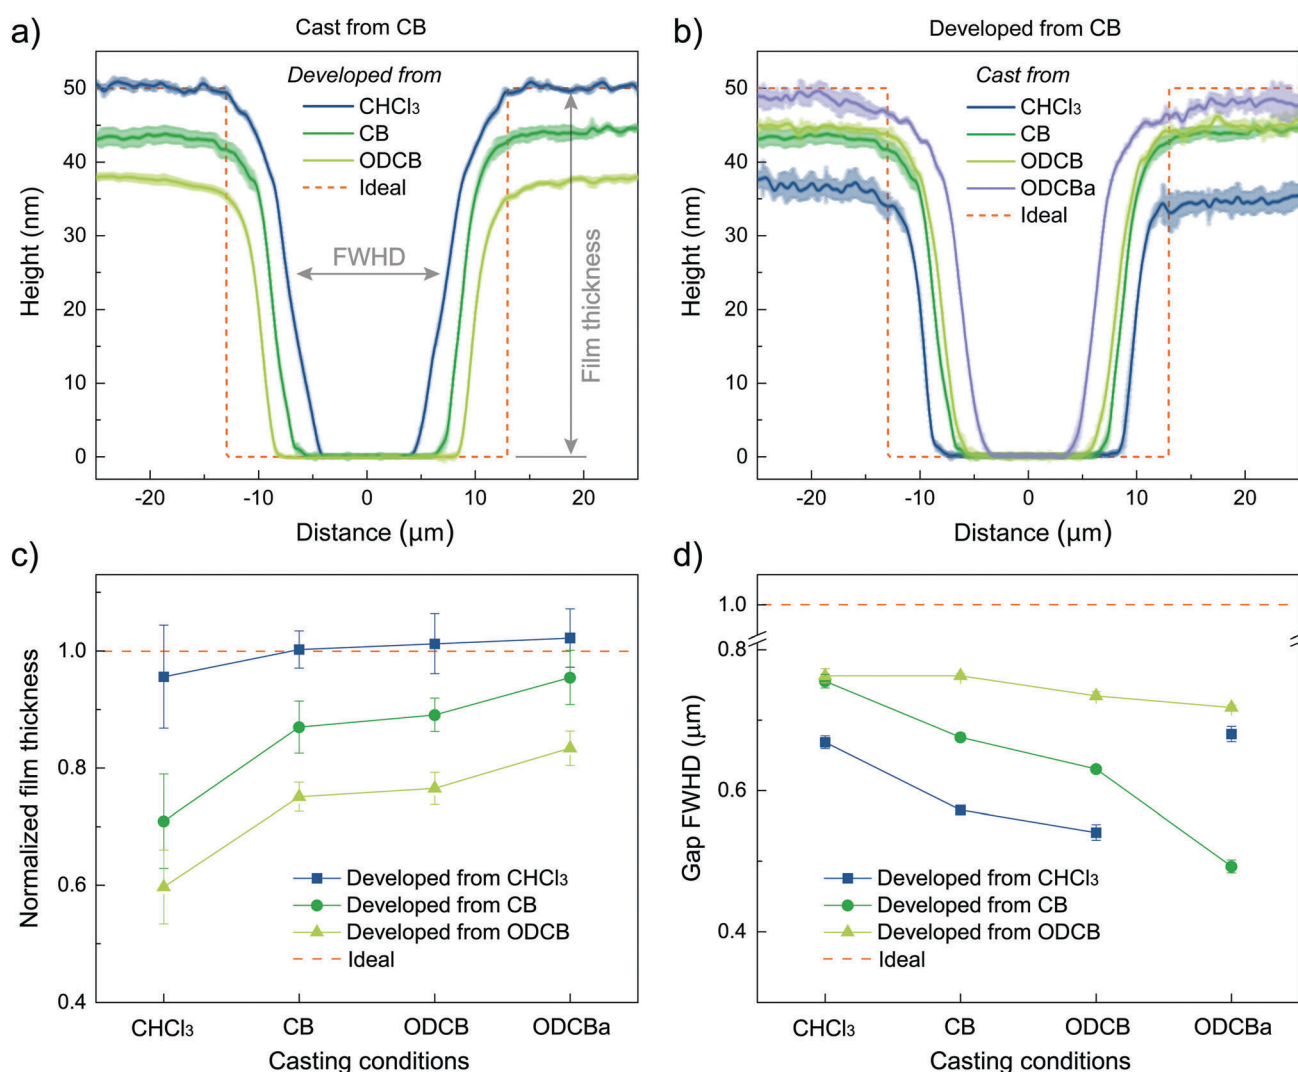 a)
Cast from CB
Height (nm)
50
40
30
20
10
0
Developed from
CHCl₃
CB
ODCB
Ideal
FWHD
Film thickness
-20
-10
0
10
20
Distance (µm)
b)
Developed from CB
Height (nm)
50
40
30
20
10
0
Cast from
CHCl₃
CB
ODCB
ODCBa
Ideal
-20
-10
0
10
20
Distance (µm)
c)
Normalized film thickness
1.0
0.8
0.6
0.4
Developed from CHCl₃
Developed from CB
Developed from ODCB
Ideal
CHCl₃
CB
ODCB
ODCBa
Casting conditions
d)
Gap FWHD (µm)
1.0
0.8
0.6
0.4
Developed from CHCl₃
Developed from CB
Developed from ODCB
Ideal
CHCl₃
CB
ODCB
ODCBa
Casting conditions